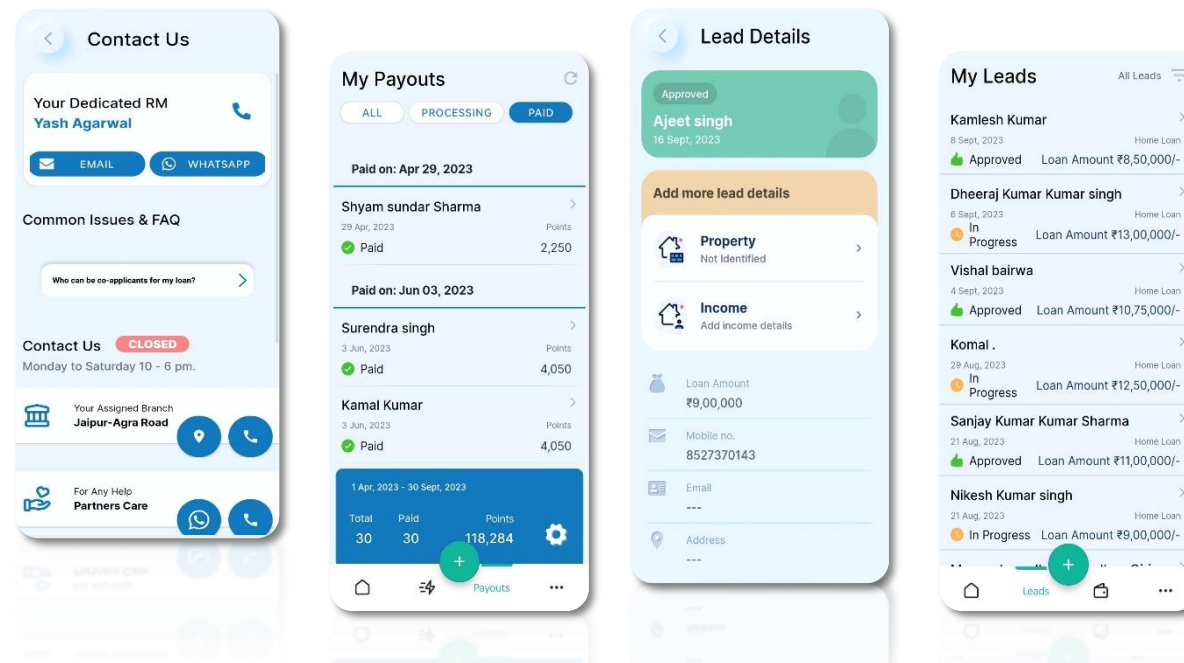 Contact Us
Your Dedicated RM
Yash Agarwal
EMAIL
WHATSAPP
Common Issues & FAQ
Who can be co-applicants for my loan?
Contact Us CLOSED
Monday to Saturday 10 - 6 pm.
Your Assigned Branch
Jaipur-Agra Road
For Any Help
Partners Care
My Payouts
ALL PROCESSING PAID
Paid on: Apr 29, 2023
Shyam sundar Sharma
29 Apr, 2023 Points
Paid 2,250
Paid on: Jun 03, 2023
Surendra singh
3 Jun, 2023 Points
Paid 4,050
Kamal Kumar
3 Jun, 2023 Points
Paid 4,050
1 Apr, 2023 - 30 Sept, 2023
Total Paid Points
30 30 118,284
+
Payouts
Lead Details
Approved
Ajeet singh
16 Sept, 2023
Add more lead details
Property
Not Identified
Income
Add income details
Loan Amount
₹9,00,000
Mobile no.
8527370143
Email
---
Address
---
My Leads All Leads
Kamlesh Kumar
8 Sept, 2023 Home Loan
Approved Loan Amount ₹8,50,000/-
Dheeraj Kumar Kumar singh
6 Sept, 2023 Home Loan
In Progress Loan Amount ₹13,00,000/-
Vishal bairwa
4 Sept, 2023 Home Loan
Approved Loan Amount ₹10,75,000/-
Komal .
29 Aug, 2023 Home Loan
In Progress Loan Amount ₹12,50,000/-
Sanjay Kumar Kumar Sharma
21 Aug, 2023 Home Loan
Approved Loan Amount ₹11,00,000/-
Nikesh Kumar singh
21 Aug, 2023 Home Loan
In Progress Loan Amount ₹9,00,000/-
+
Leads